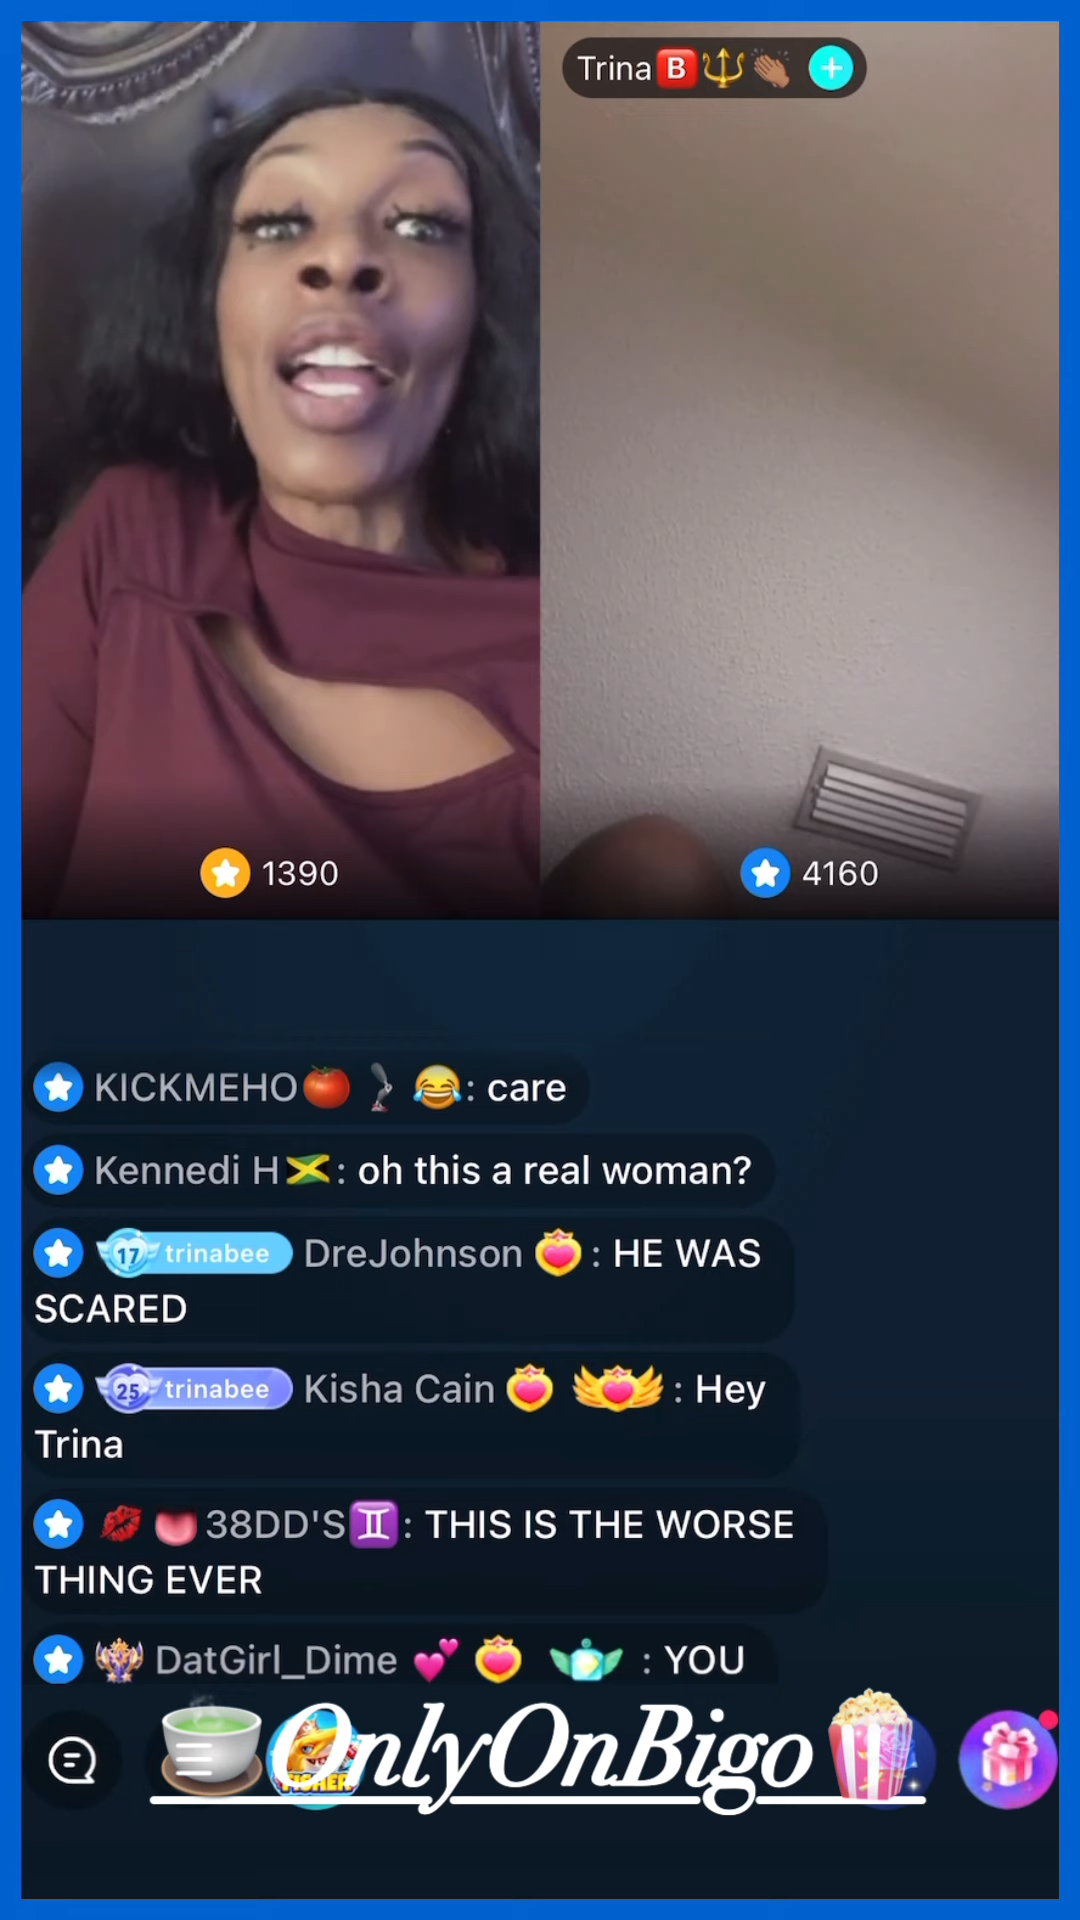 Trina🅱️🔱👏🏾
1390
4160
KICKMEHO🍅🦿😂: care
Kennedi H🇯🇲: oh this a real woman?
17 trinabee DreJohnson : HE WAS
SCARED
25 trinabee Kisha Cain : Hey
Trina
💋👅38DD'S♊: THIS IS THE WORSE
THING EVER
DatGirl_Dime 💕 : YOU
🍵OnlyOnBigo🍿
FISHER